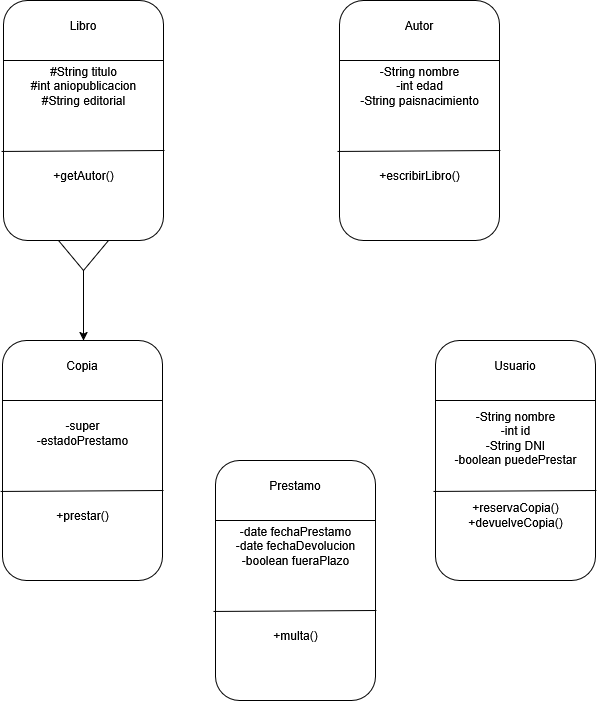 Libro
#String titulo
#int aniopublicacion
#String editorial
+getAutor()
Autor
-String nombre
-int edad
-String paisnacimiento
+escribirLibro()
Copia
-super
-estadoPrestamo
+prestar()
Prestamo
-date fechaPrestamo
-date fechaDevolucion
-boolean fueraPlazo
+multa()
Usuario
-String nombre
-int id
-String DNI
-boolean puedePrestar
+reservaCopia()
+devuelveCopia()